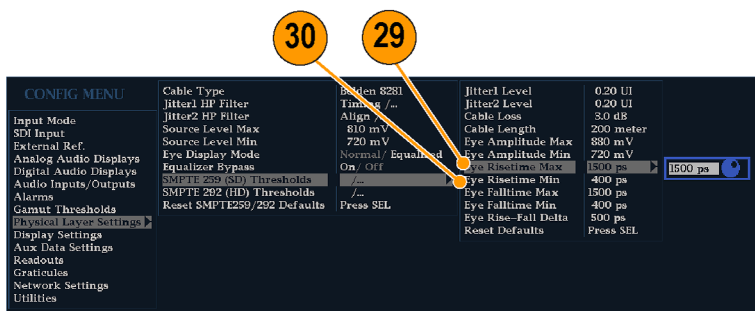 30 29
CONFIG MENU
Input Mode
SDI Input
External Ref.
Analog Audio Displays
Digital Audio Displays
Audio Inputs/Outputs
Alarms
Gamut Thresholds
Physical Layer Settings
Display Settings
Aux Data Settings
Readouts
Graticules
Network Settings
Utilities
Cable Type Belden 8281
Jitter1 HP Filter Timing /...
Jitter2 HP Filter Align /...
Source Level Max 810 mV
Source Level Min 720 mV
Eye Display Mode Normal/ Equalized
Equalizer Bypass On/ Off
SMPTE 259 (SD) Thresholds /...
SMPTE 292 (HD) Thresholds /...
Reset SMPTE259/292 Defaults Press SEL
Jitter1 Level 0.20 UI
Jitter2 Level 0.20 UI
Cable Loss 3.0 dB
Cable Length 200 meter
Eye Amplitude Max 880 mV
Eye Amplitude Min 720 mV
Eye Risetime Max 1500 ps
Eye Risetime Min 400 ps
Eye Falltime Max 1500 ps
Eye Falltime Min 400 ps
Eye Rise-Fall Delta 500 ps
Reset Defaults Press SEL
1500 ps